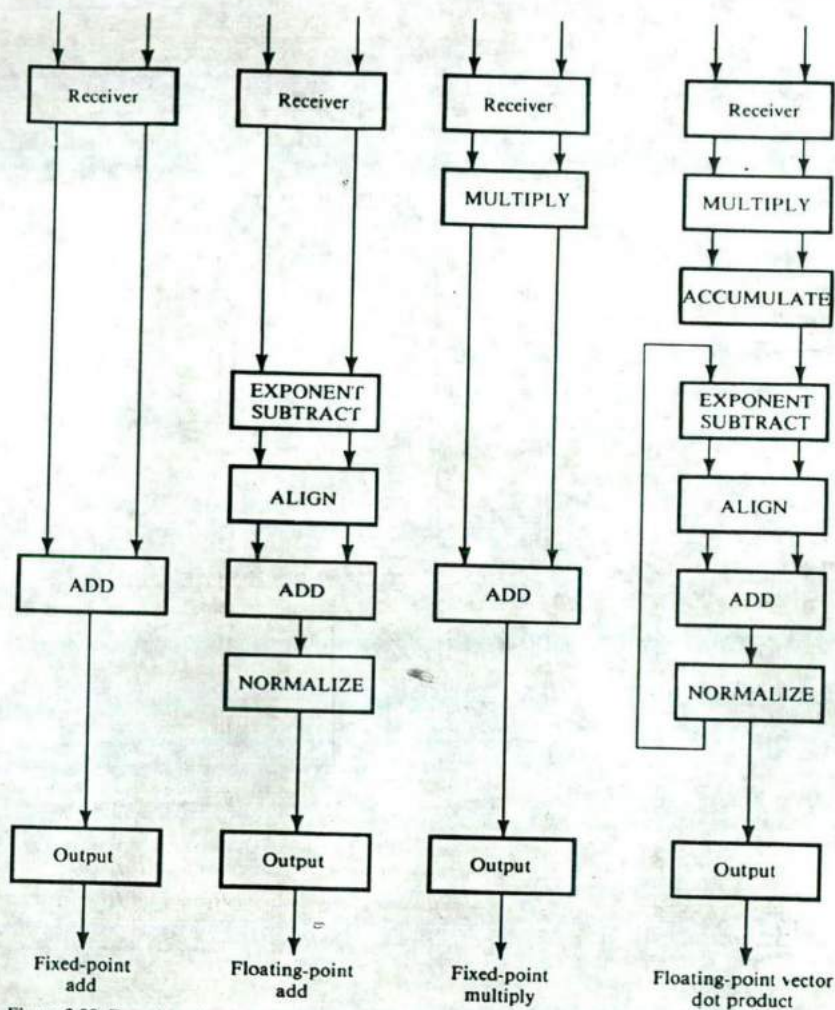 Receiver
Receiver
Receiver
Receiver
MULTIPLY
MULTIPLY
ACCUMULATE
EXPONENT
SUBTRACT
EXPONENT
SUBTRACT
ALIGN
ALIGN
ADD
ADD
ADD
ADD
NORMALIZE
NORMALIZE
Output
Output
Output
Output
Fixed-point
add
Floating-point
add
Fixed-point
multiply
Floating-point vector
dot product